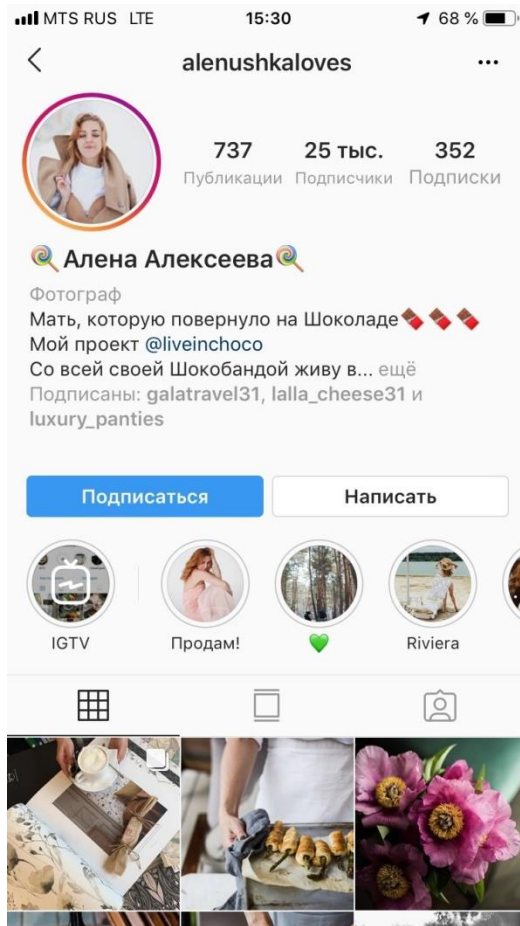 MTS RUS LTE 15:30 68 %
alenushkaloves
737 25 тыс. 352
Публикации Подписчики Подписки
Алена Алексеева
Фотограф
Мать, которую повернуло на Шоколаде
Мой проект @liveinchoco
Со всей своей Шокобандой живу в... ещё
Подписаны: galatravel31, lalla_cheese31 и
luxury_panties
Подписаться Написать
IGTV Продам! Riviera